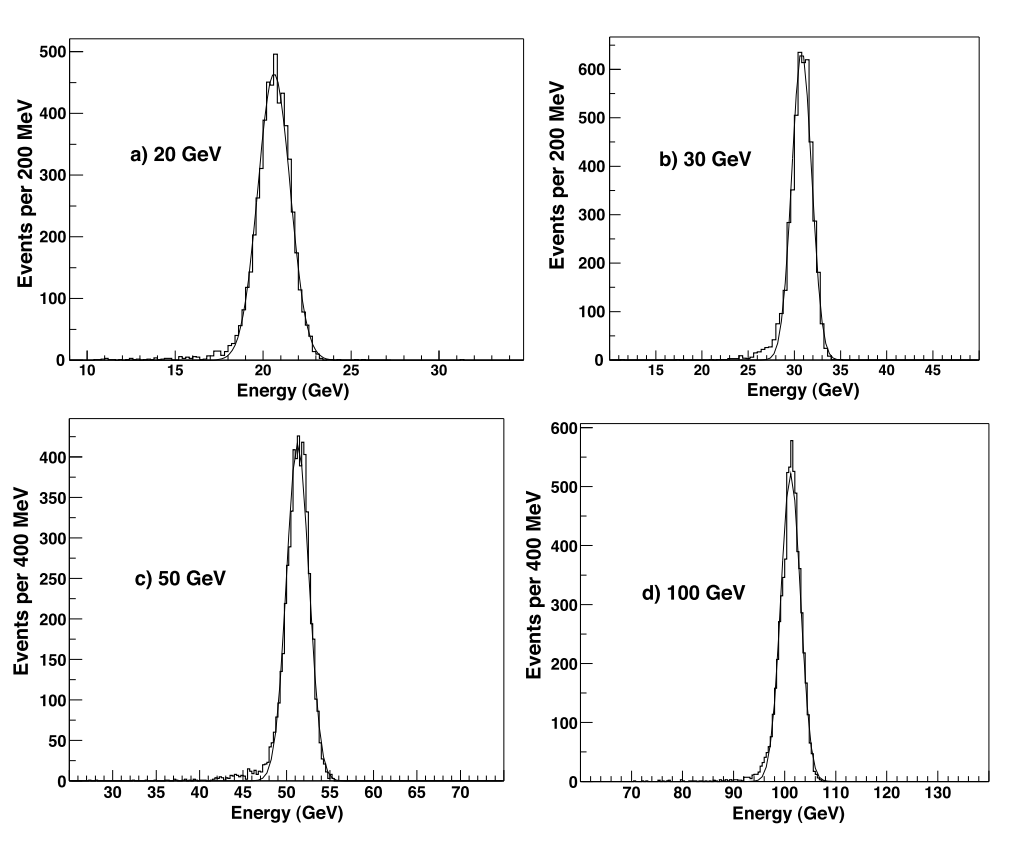 500
400
300
200
100
0
Events per 200 MeV
a) 20 GeV
10 15 20 25 30
Energy (GeV)
600
500
400
300
200
100
0
Events per 200 MeV
b) 30 GeV
15 20 25 30 35 40 45
Energy (GeV)
400
350
300
250
200
150
100
50
0
Events per 400 MeV
c) 50 GeV
30 35 40 45 50 55 60 65 70
Energy (GeV)
600
500
400
300
200
100
0
Events per 400 MeV
d) 100 GeV
70 80 90 100 110 120 130
Energy (GeV)